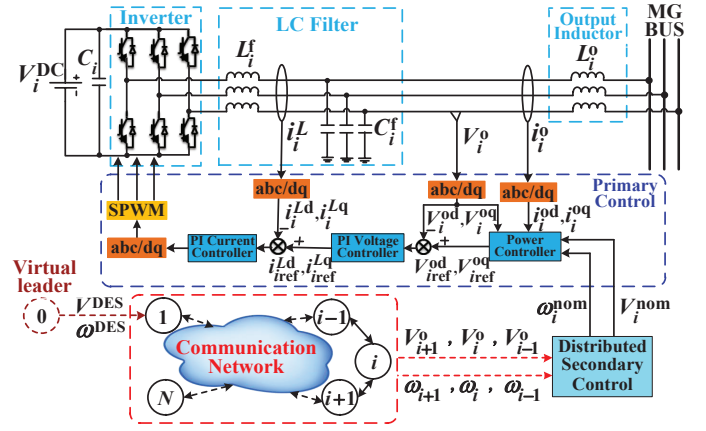 Inverter
LC Filter
Output
Inductor
MG
BUS
V_i^DC
C_i
L_i^f
L_i^o
C_i^f
i_i^L
V_i^o
i_i^o
Primary
Control
abc/dq
abc/dq
abc/dq
SPWM
i_i^Ld, i_i^Lq
V_i^od, V_i^oq
i_i^od, i_i^oq
abc/dq
PI Current
Controller
PI Voltage
Controller
Power
Controller
i_iref^Ld, i_iref^Lq
V_iref^od, V_iref^oq
Virtual
leader
0
V^DES
ω^DES
1
i-1
i
i+1
N
Communication
Network
V_i+1^o , V_i^o , V_i-1^o
ω_i+1 , ω_i , ω_i-1
ω_i^nom
V_i^nom
Distributed
Secondary
Control